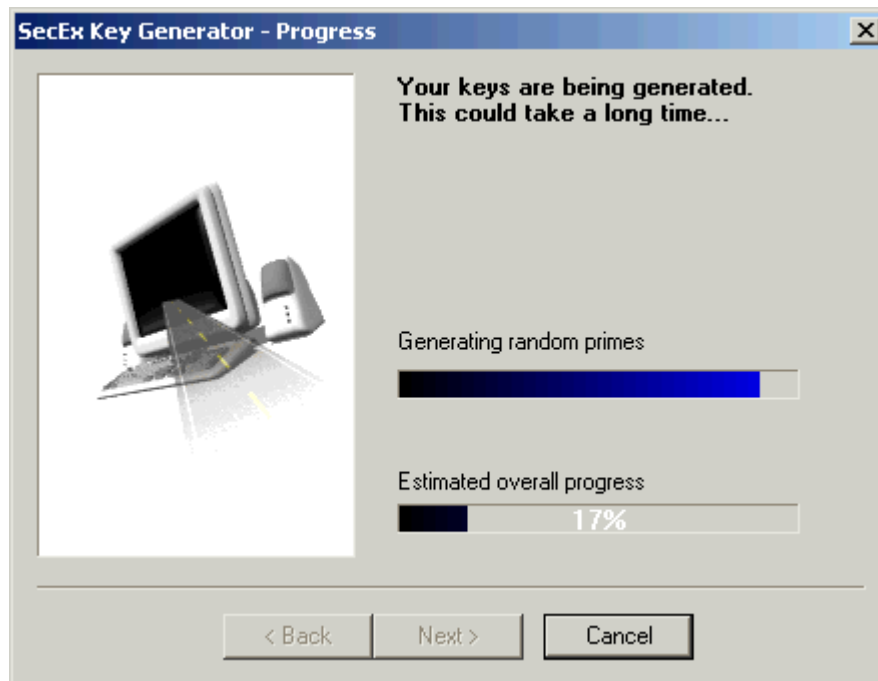 SecEx Key Generator - Progress
Your keys are being generated.
This could take a long time...
Generating random primes
Estimated overall progress
17%
< Back
Next >
Cancel